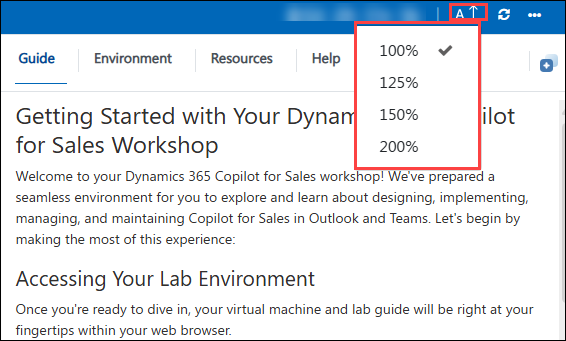 A↑ •••
Guide Environment Resources Help
100% ✔
125%
150%
200%
Getting Started with Your Dynamics
for Sales Workshop
Welcome to your Dynamics 365 Copilot for Sales workshop! We've prepared a
seamless environment for you to explore and learn about designing, implementing,
managing, and maintaining Copilot for Sales in Outlook and Teams. Let's begin by
making the most of this experience:
Accessing Your Lab Environment
Once you're ready to dive in, your virtual machine and lab guide will be right at your
fingertips within your web browser.